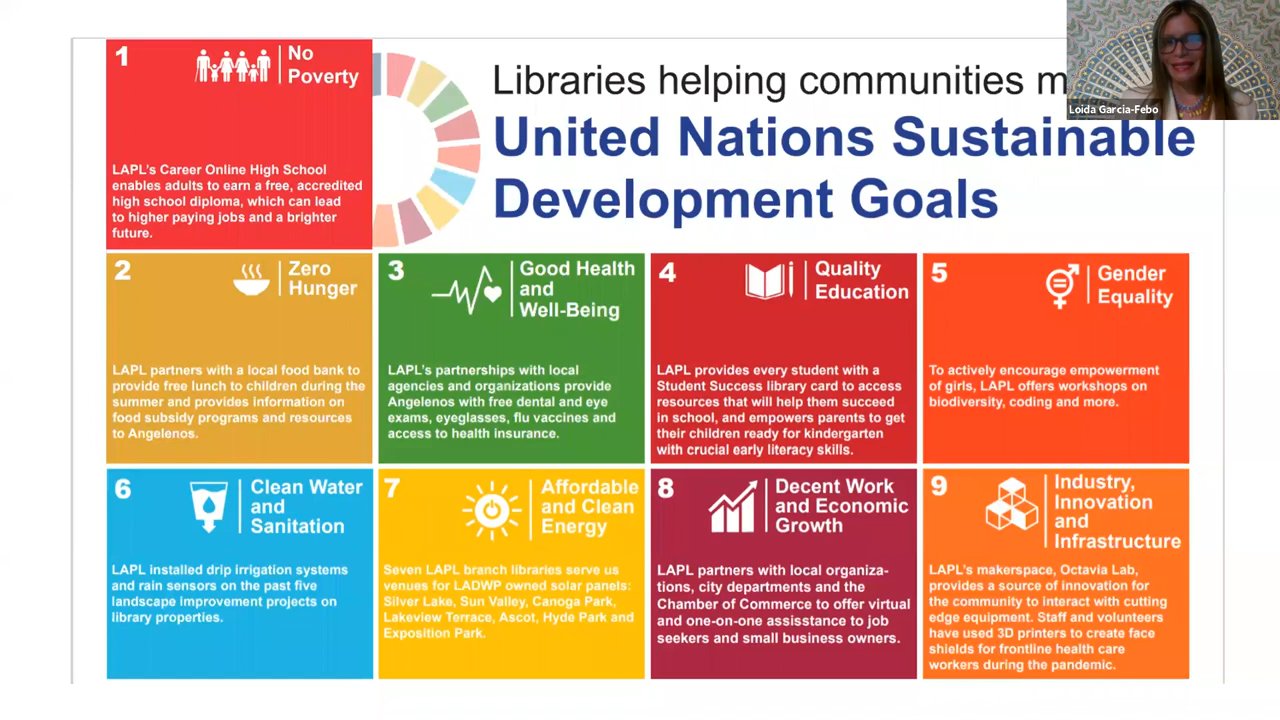 Libraries helping communities m
United Nations Sustainable
Development Goals
Loida Garcia-Febo
1
No
Poverty
LAPL's Career Online High School
enables adults to earn a free, accredited
high school diploma, which can lead
to higher paying jobs and a brighter
future.
2
Zero
Hunger
LAPL partners with a local food bank to
provide free lunch to children during the
summer and provides information on
food subsidy programs and resources
to Angelenos.
3
Good Health
and
Well-Being
LAPL's partnerships with local
agencies and organizations provide
Angelenos with free dental and eye
exams, eyeglasses, flu vaccines and
access to health insurance.
4
Quality
Education
LAPL provides every student with a
Student Success library card to access
resources that will help them succeed
in school, and empowers parents to get
their children ready for kindergarten
with crucial early literacy skills.
5
Gender
Equality
To actively encourage empowerment
of girls, LAPL offers workshops on
biodiversity, coding and more.
6
Clean Water
and
Sanitation
LAPL installed drip irrigation systems
and rain sensors on the past five
landscape improvement projects on
library properties.
7
Affordable
and Clean
Energy
Seven LAPL branch libraries serve us
venues for LADWP owned solar panels:
Silver Lake, Sun Valley, Canoga Park,
Lakeview Terrace, Ascot, Hyde Park and
Exposition Park.
8
Decent Work
and Economic
Growth
LAPL partners with local organiza-
tions, city departments and the
Chamber of Commerce to offer virtual
and one-on-one assisstance to job
seekers and small business owners.
9
Industry,
Innovation
and
Infrastructure
LAPL's makerspace, Octavia Lab,
provides a source of innovation for
the community to interact with cutting
edge equipment. Staff and volunteers
have used 3D printers to create face
shields for frontline health care
workers during the pandemic.